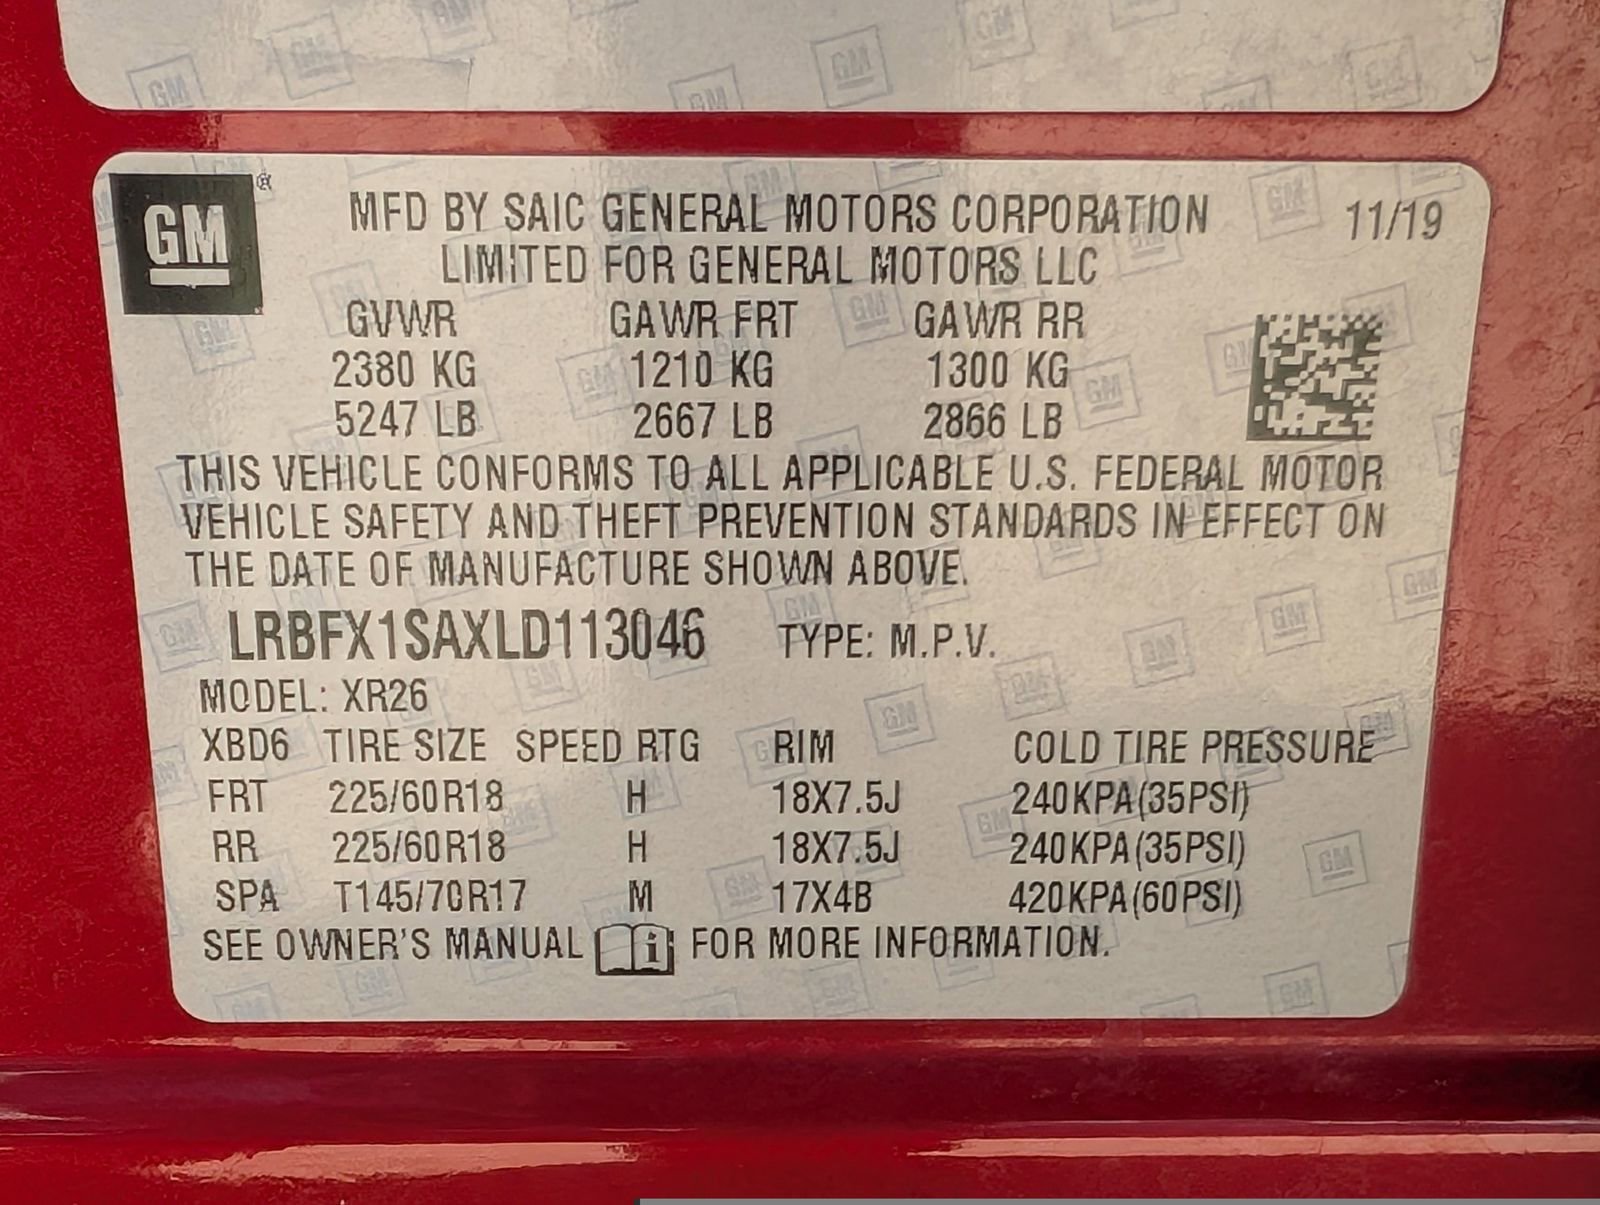 GM ®
MFD BY SAIC GENERAL MOTORS CORPORATION 11/19
LIMITED FOR GENERAL MOTORS LLC
GVWR GAWR FRT GAWR RR
2380 KG 1210 KG 1300 KG
5247 LB 2667 LB 2866 LB
THIS VEHICLE CONFORMS TO ALL APPLICABLE U.S. FEDERAL MOTOR
VEHICLE SAFETY AND THEFT PREVENTION STANDARDS IN EFFECT ON
THE DATE OF MANUFACTURE SHOWN ABOVE.
LRBFX1SAXLD113046 TYPE: M.P.V.
MODEL: XR26
XBD6 TIRE SIZE SPEED RTG RIM COLD TIRE PRESSURE
FRT 225/60R18 H 18X7.5J 240KPA(35PSI)
RR 225/60R18 H 18X7.5J 240KPA(35PSI)
SPA T145/70R17 M 17X4B 420KPA(60PSI)
SEE OWNER'S MANUAL i FOR MORE INFORMATION.